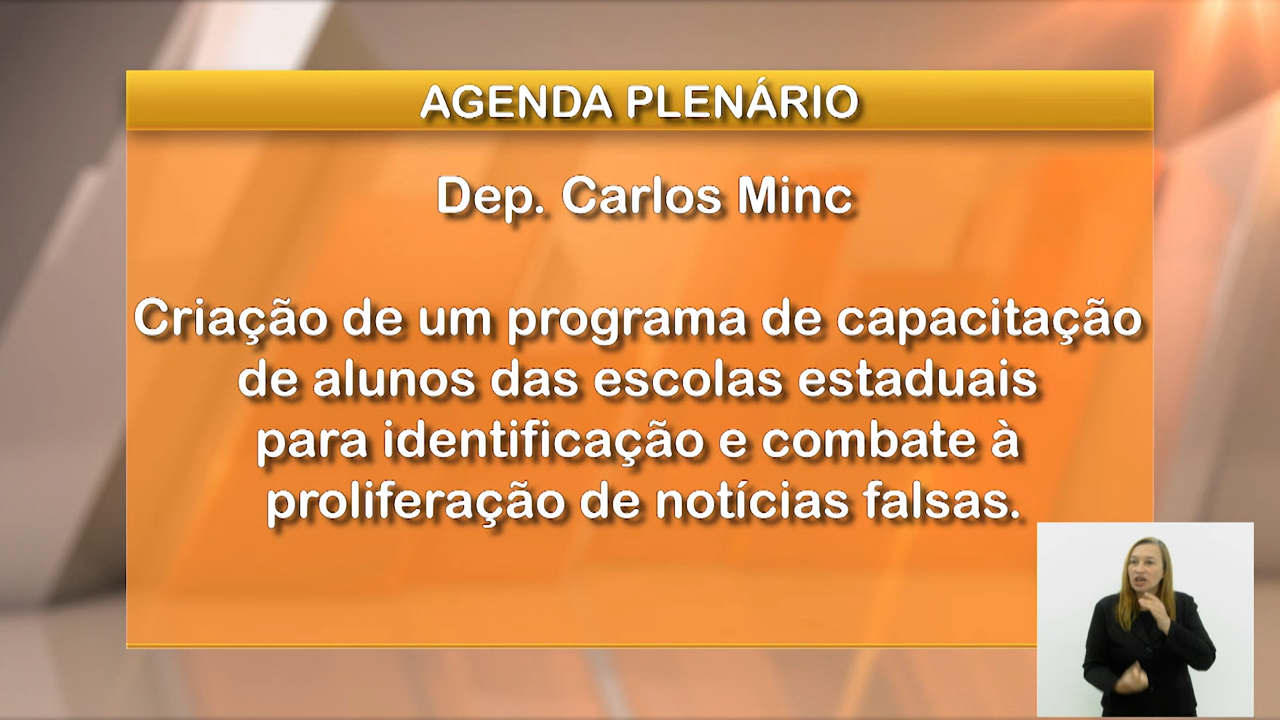 AGENDA PLENÁRIO
Dep. Carlos Minc
Criação de um programa de capacitação
de alunos das escolas estaduais
para identificação e combate à
proliferação de notícias falsas.